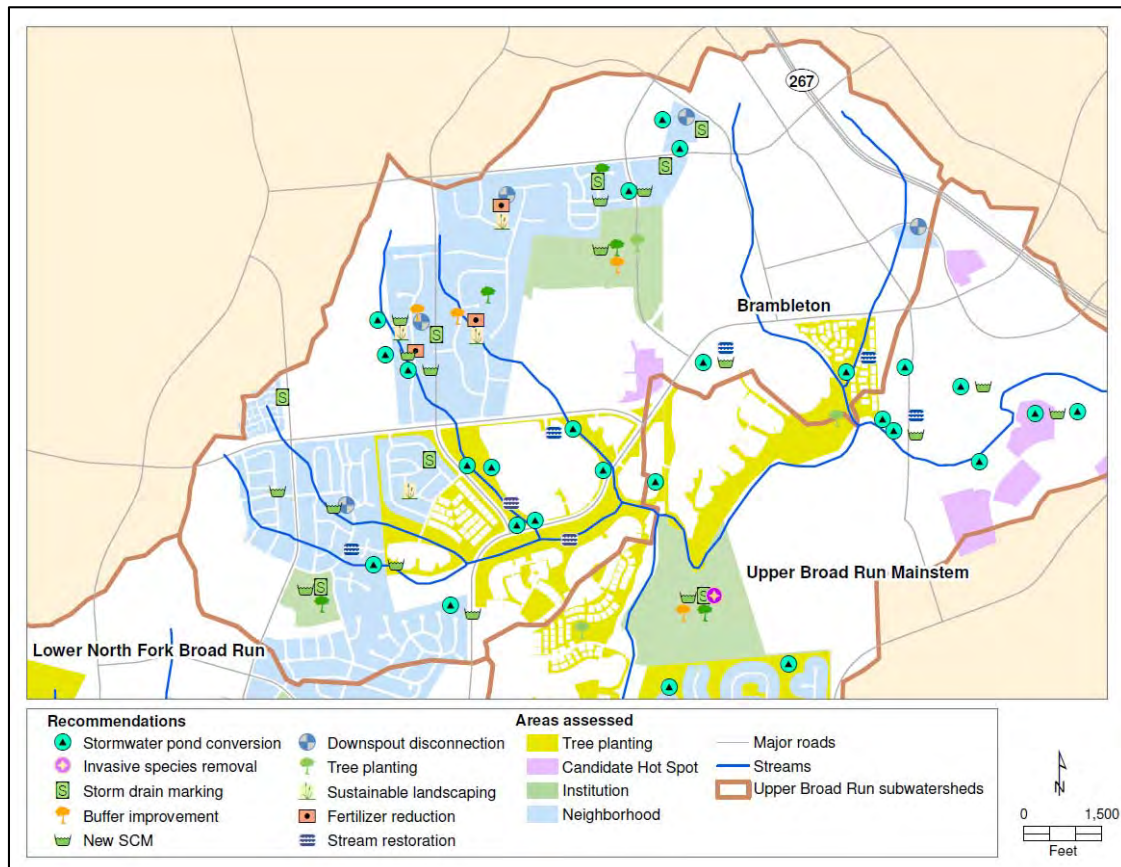 267
Brambleton
Upper Broad Run Mainstem
Lower North Fork Broad Run
S
S
S
S
S
S
S
S
Recommendations
Stormwater pond conversion
Invasive species removal
S Storm drain marking
Buffer improvement
New SCM
Downspout disconnection
Tree planting
Sustainable landscaping
Fertilizer reduction
Stream restoration
Areas assessed
Tree planting
Candidate Hot Spot
Institution
Neighborhood
Major roads
Streams
Upper Broad Run subwatersheds
N
0 1,500
Feet